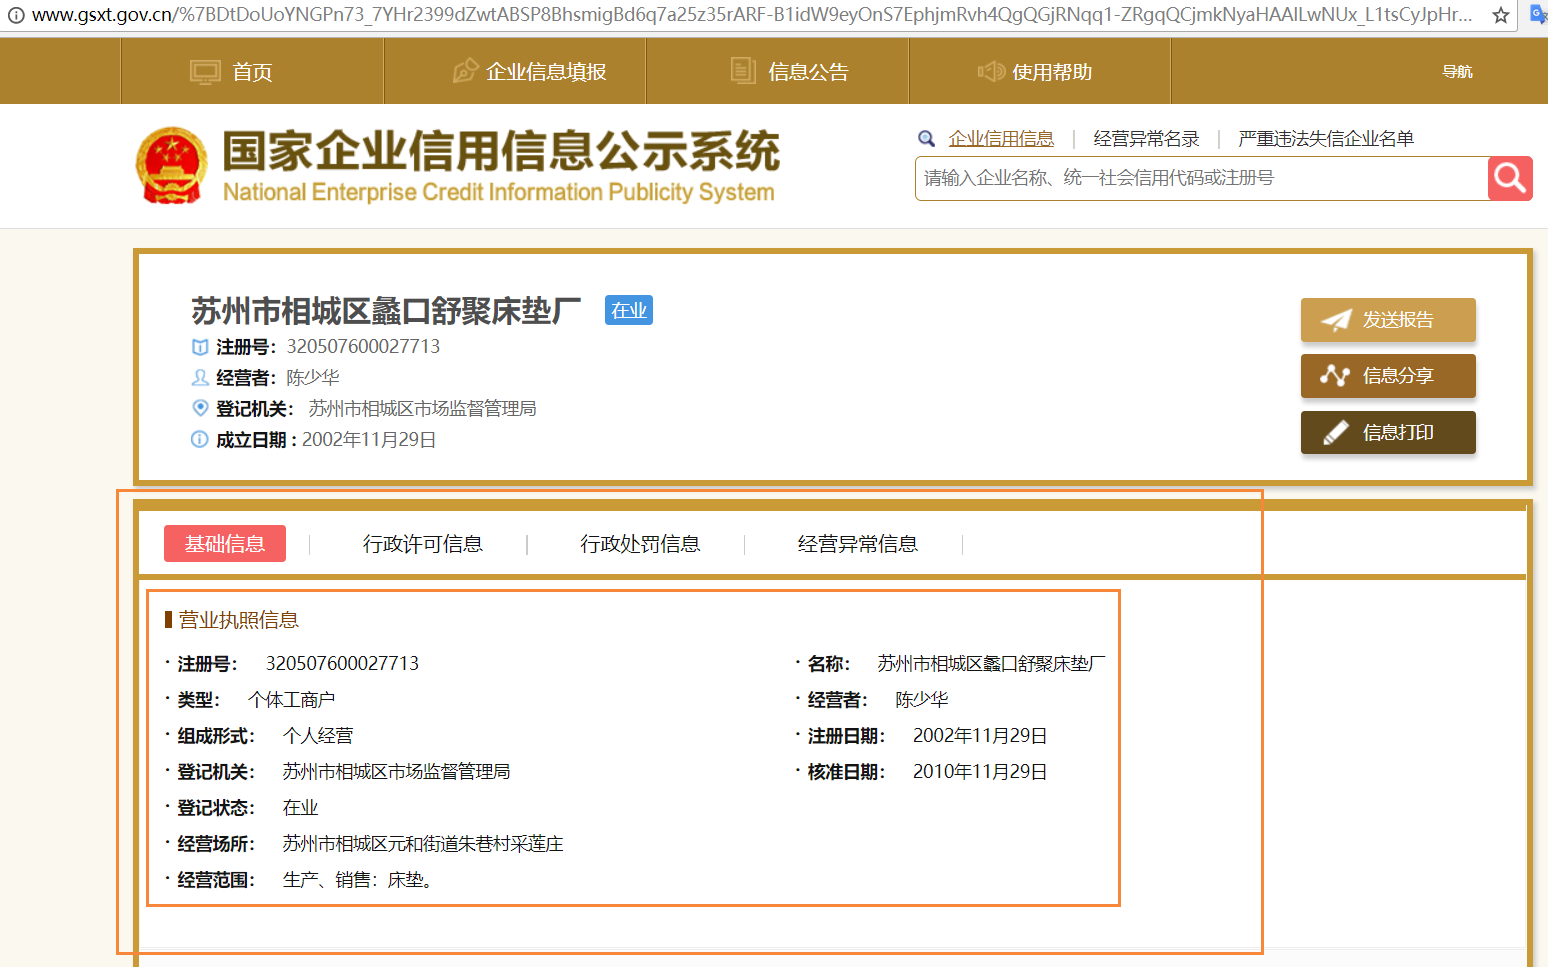 www.gsxt.gov.cn/%7BDtDoUoYNGPn73_7YHr2399dZwtABSP8BhsmigBd6q7a25z35rARF-B1idW9eyOnS7EphjmRvh4QgQGjRNqq1-ZRgqQCjmkNyaHAAILwNUx_L1tsCyJpHr...
首页 企业信息填报 信息公告 使用帮助 导航
国家企业信用信息公示系统
National Enterprise Credit Information Publicity System
企业信用信息 | 经营异常名录 | 严重违法失信企业名单
请输入企业名称、统一社会信用代码或注册号
苏州市相城区蠡口舒聚床垫厂 在业
注册号：320507600027713
经营者：陈少华
登记机关： 苏州市相城区市场监督管理局
成立日期 : 2002年11月29日
发送报告
信息分享
信息打印
基础信息 | 行政许可信息 | 行政处罚信息 | 经营异常信息 |
营业执照信息
· 注册号： 320507600027713 · 名称： 苏州市相城区蠡口舒聚床垫厂
· 类型： 个体工商户 · 经营者： 陈少华
· 组成形式： 个人经营 · 注册日期： 2002年11月29日
· 登记机关： 苏州市相城区市场监督管理局 · 核准日期： 2010年11月29日
· 登记状态： 在业
· 经营场所： 苏州市相城区元和街道朱巷村采莲庄
· 经营范围： 生产、销售：床垫。